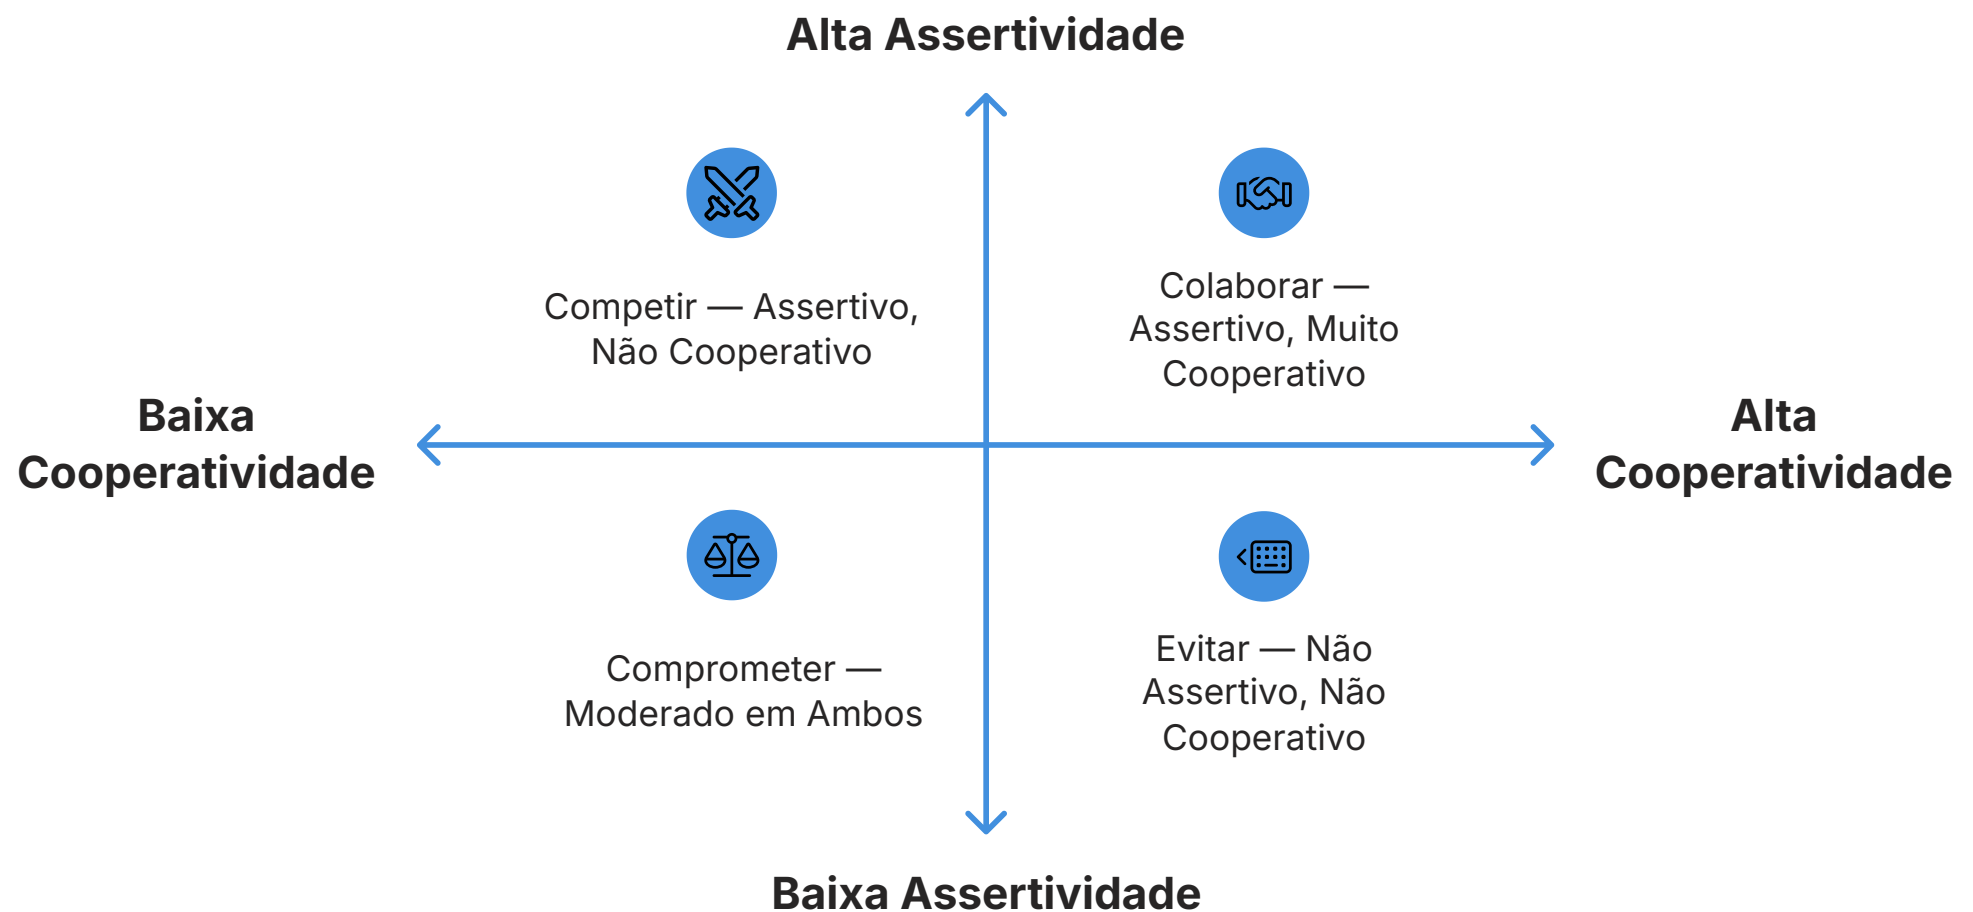 Alta Assertividade
Competir — Assertivo,
Não Cooperativo
Colaborar —
Assertivo, Muito
Cooperativo
Baixa
Cooperatividade
Alta
Cooperatividade
Comprometer —
Moderado em Ambos
Evitar — Não
Assertivo, Não
Cooperativo
Baixa Assertividade